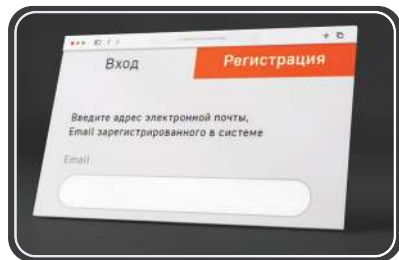 Вход
Регистрация
Введите адрес электронной почты,
Email зарегистрированного в системе
Email